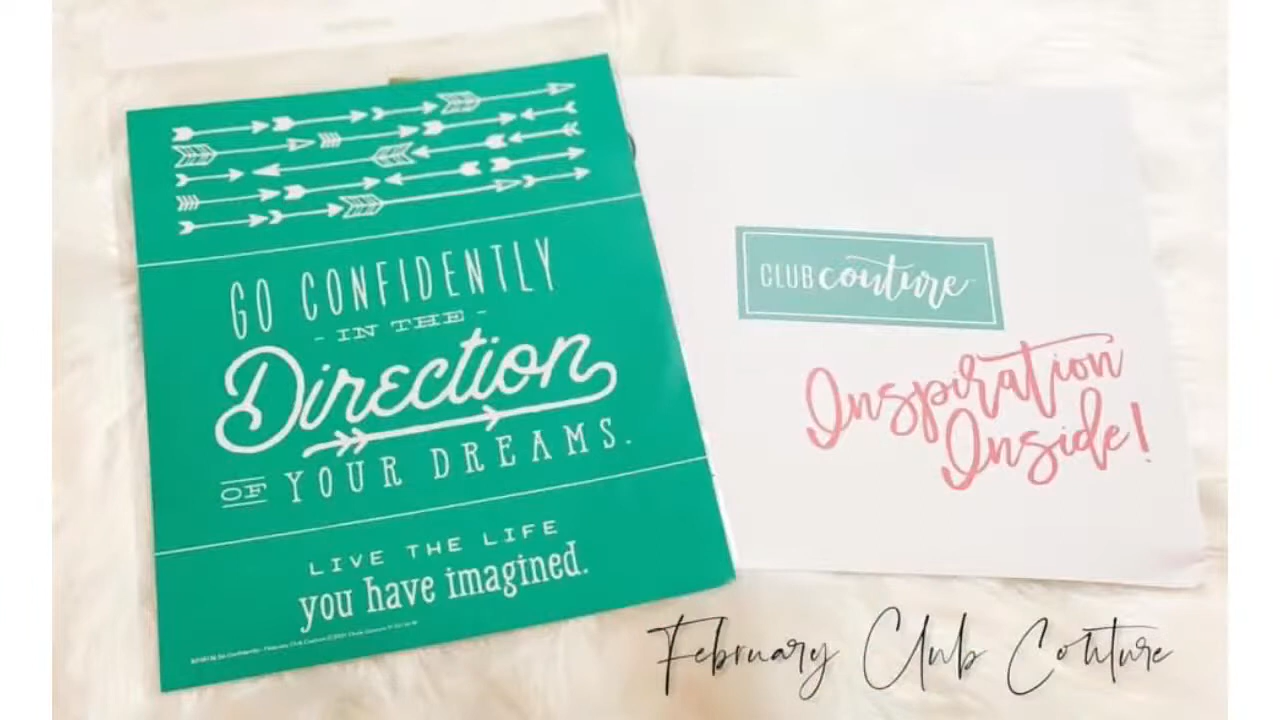 GO CONFIDENTLY
- IN THE -
Direction
OF YOUR DREAMS.
LIVE THE LIFE
you have imagined.
CLUB couture
Inspiration
Inside!
February Club Couture